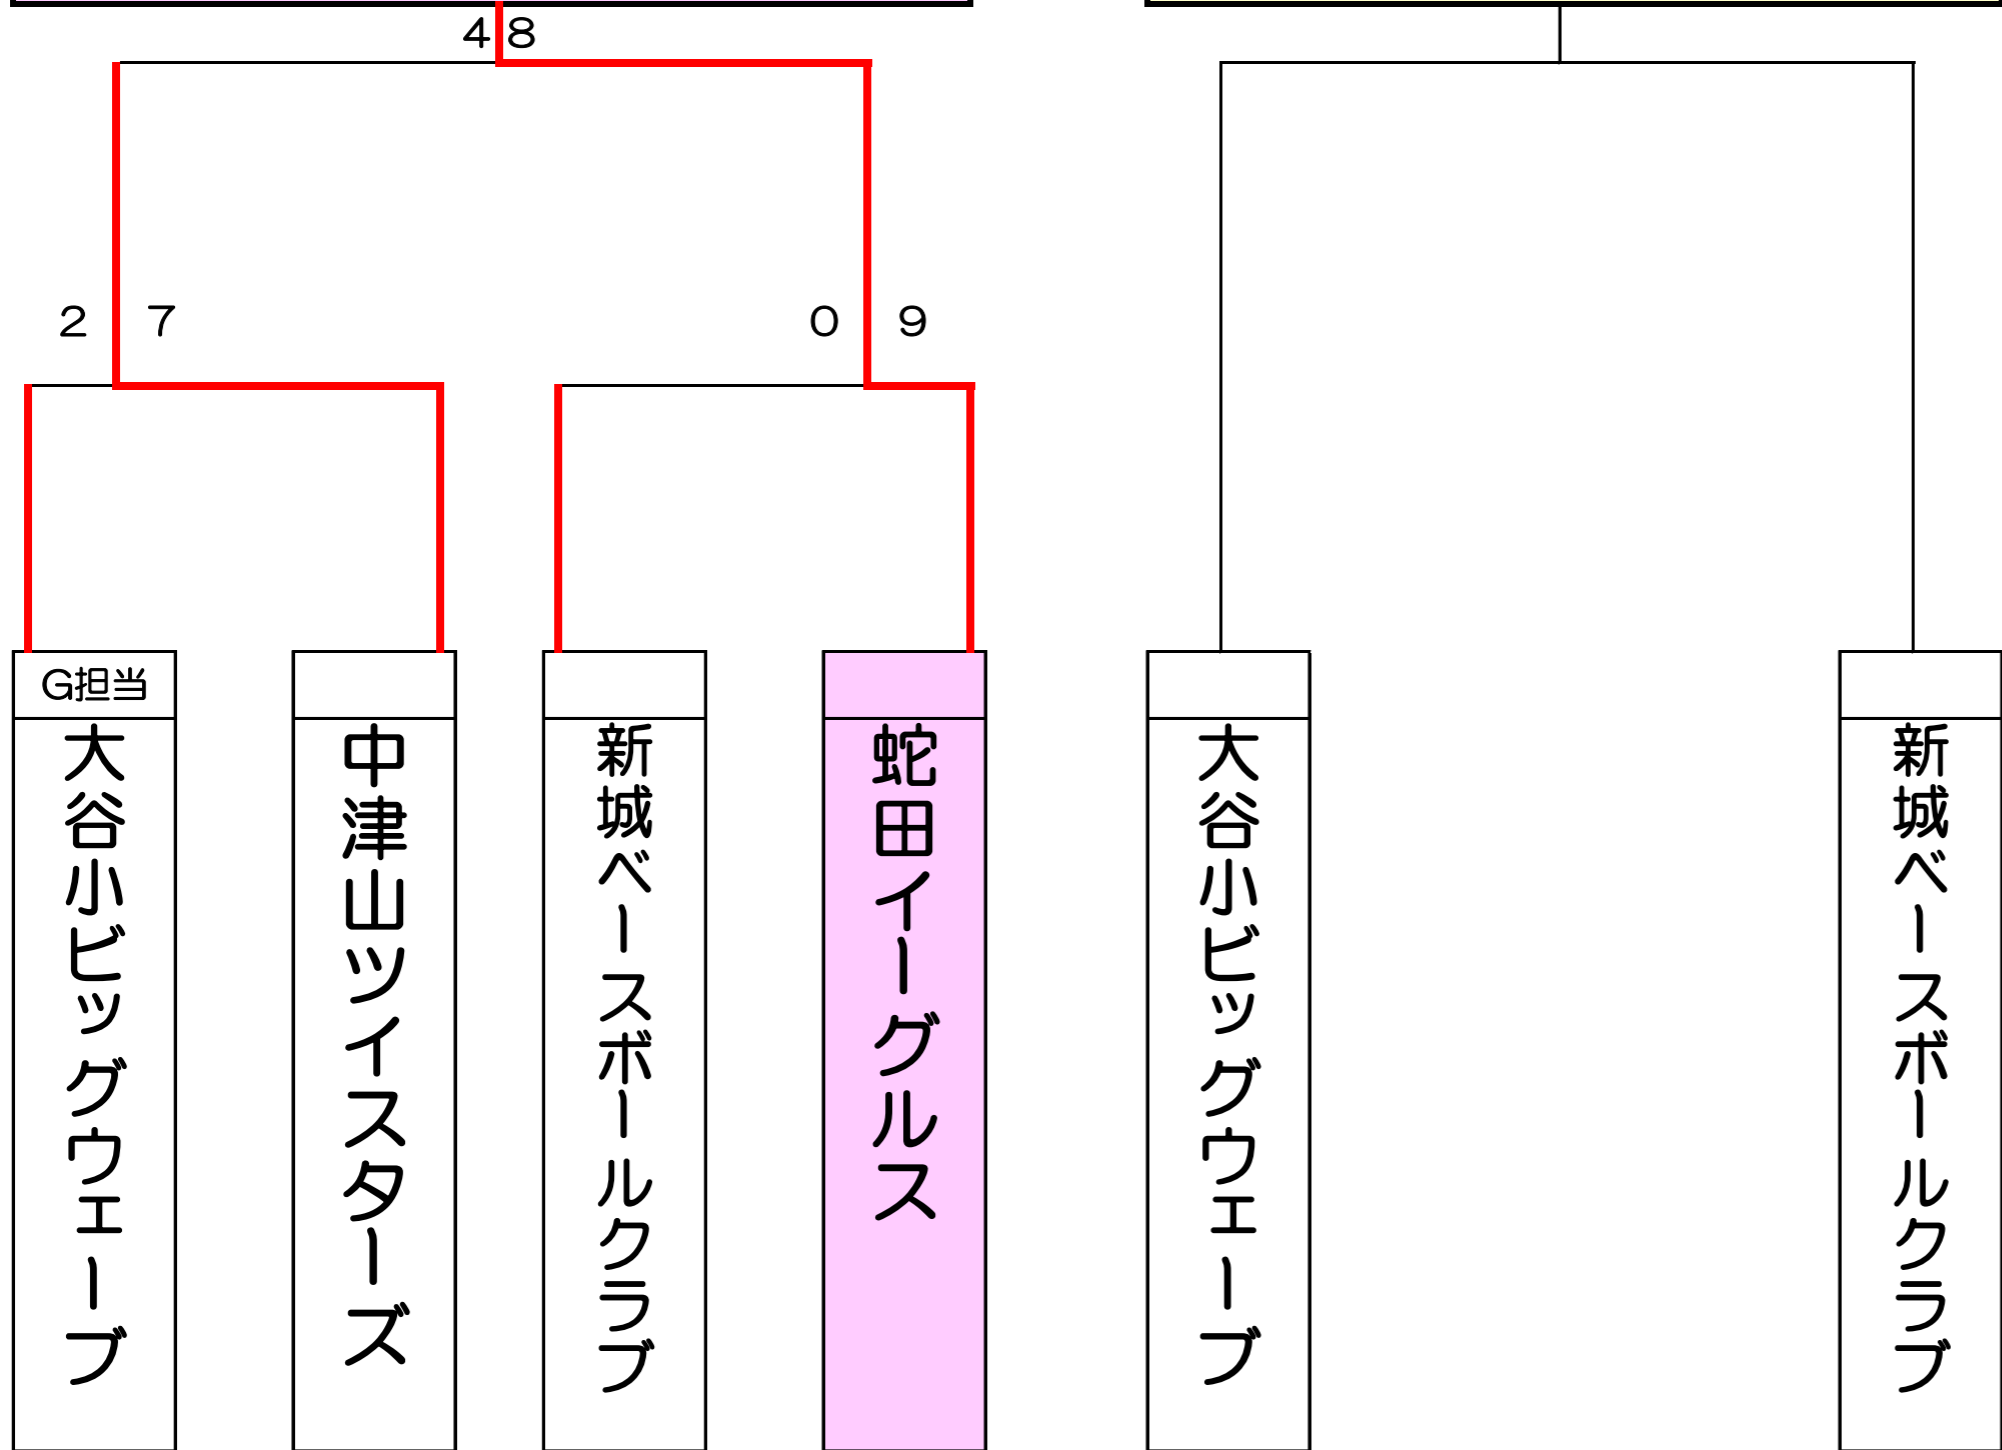 ４ ８
２ ７
０ ９
G担当
大谷小ビッグウェーブ
中津山ツイスターズ
新城ベースボールクラブ
蛇田イーグルス
大谷小ビッグウェーブ
新城ベースボールクラブ